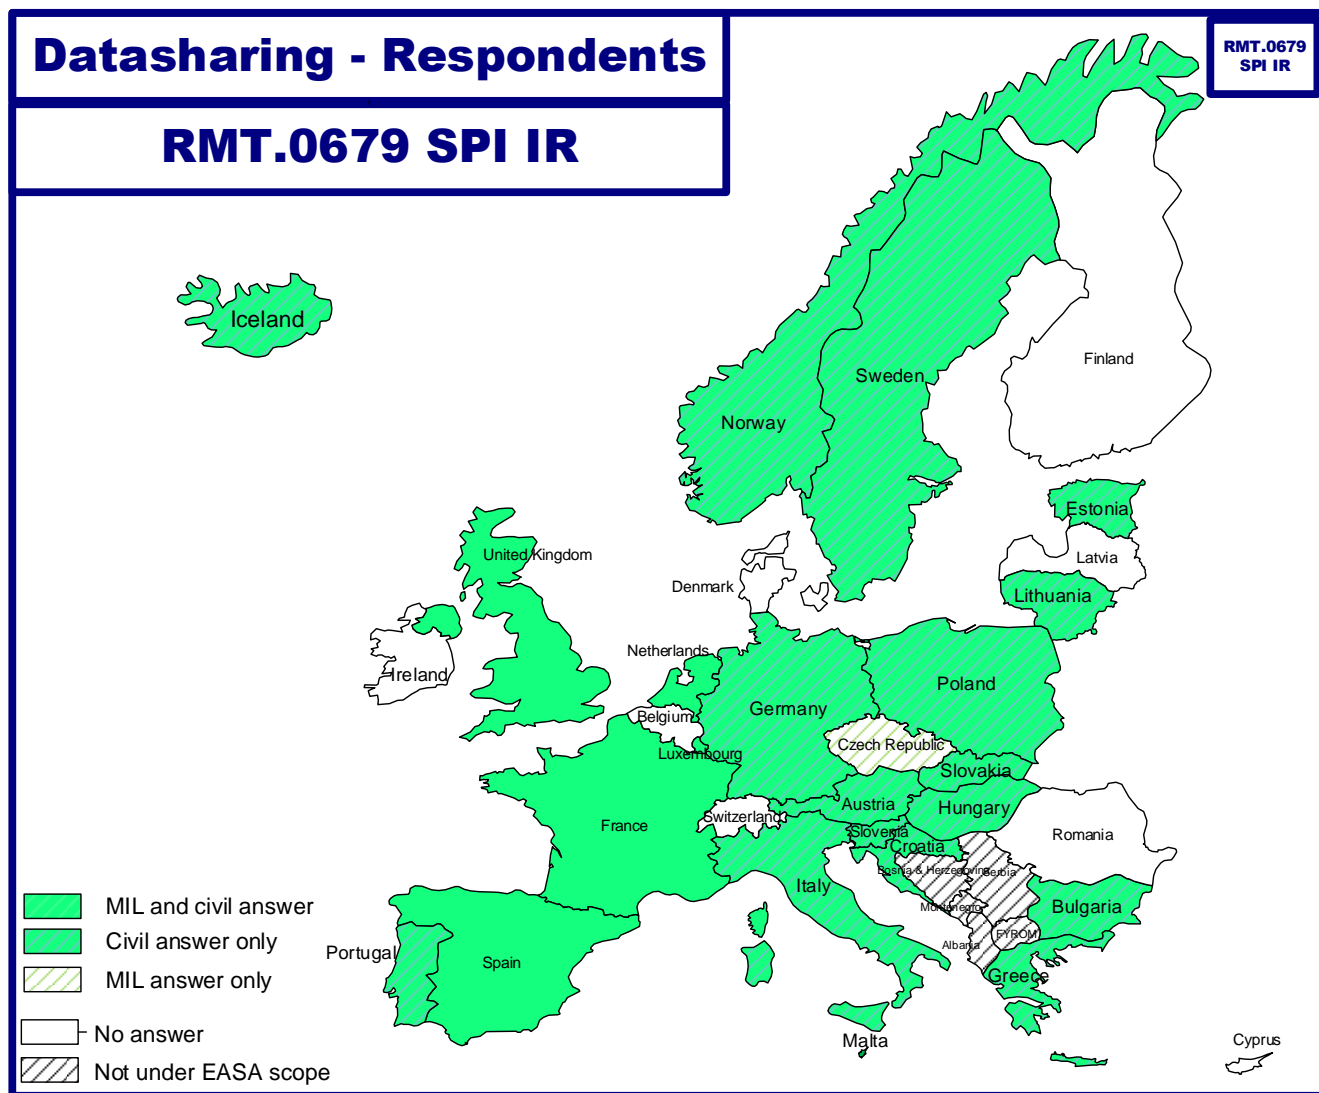 Datasharing - Respondents
RMT.0679
SPI IR
RMT.0679 SPI IR
Iceland
Finland
Sweden
Norway
Estonia
United Kingdom
Latvia
Denmark
Lithuania
Netherlands
Ireland
Poland
Germany
Belgium
Czech Republic
Luxembourg
Slovakia
Austria
Hungary
Switzerland
France
Slovenia
Romania
Croatia
Bosnia & Herzegovina
Serbia
Italy
MIL and civil answer
Montenegro
Bulgaria
Civil answer only
FYROM
Albania
Portugal
Spain
Greece
MIL answer only
No answer
Malta
Cyprus
Not under EASA scope